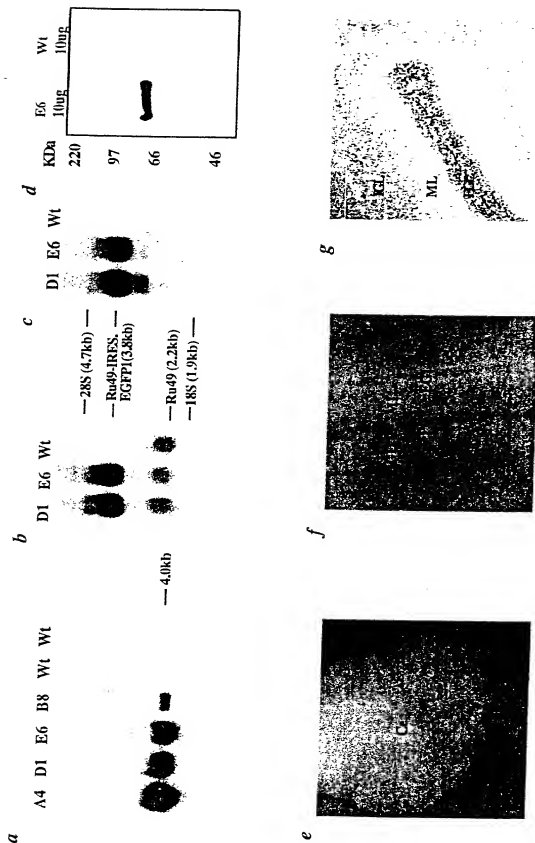 a
A4 D1 E6 B8 Wt Wt Wt
4.0kb
b
D1 E6 Wt
28S (4.7kb)
Ru49-IRES.
EGFP1(3.8kb)
Ru49 (2.2kb)
18S (1.9kb)
c
D1 E6 Wt
d
E6 Wt
KDa 10ug 10ug
220
97
66
46
e
f
g
IGL
ML